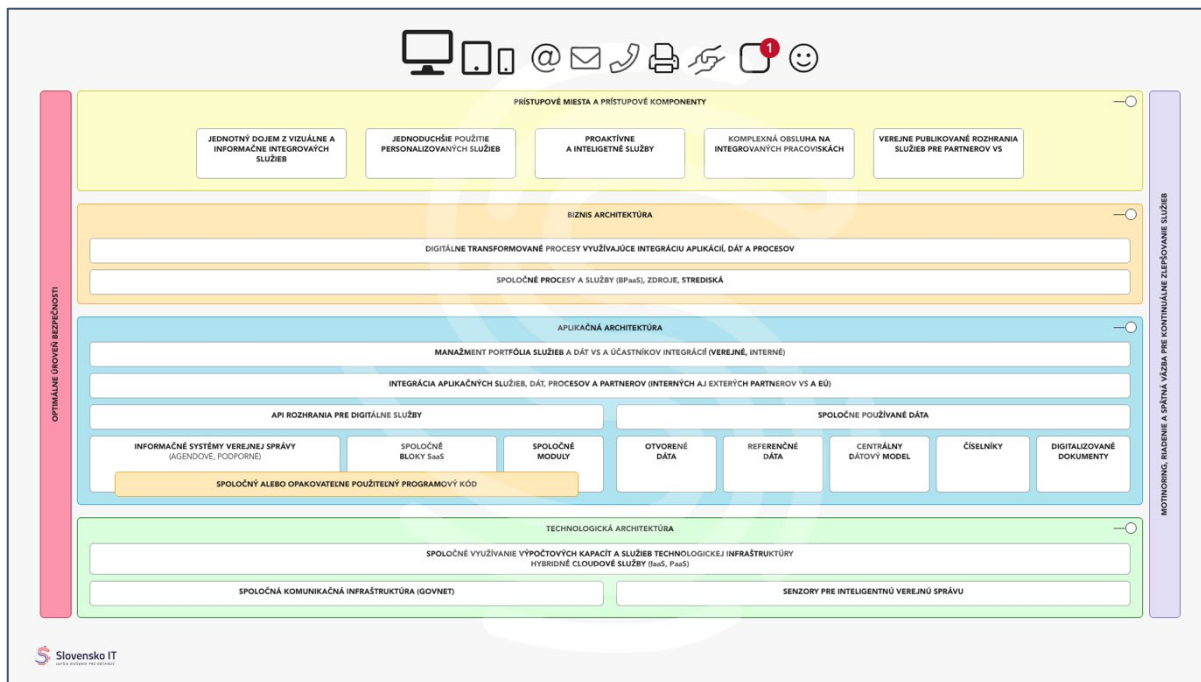 @
1
PRÍSTUPOVÉ MIESTA A PRÍSTUPOVÉ KOMPONENTY
JEDNOTNÝ DOJEM Z VIZUÁLNE A
INFORMAČNE INTEGROVAÝCH
SLUŽIEB
JEDNODUCHŠIE POUŽITIE
PERSONALIZOVANÝCH SLUŽIEB
PROAKTÍVNE
A INTELIGETNÉ SLUŽBY
KOMPLEXNÁ OBSLUHA NA
INTEGROVANÝCH PRACOVISKÁCH
VEREJNE PUBLIKOVANÉ ROZHRANIA
SLUŽIEB PRE PARTNEROV VS
OPTIMÁLNE ÚROVEŇ BEZPEČNOSTI
BIZNIS ARCHITEKTÚRA
DIGITÁLNE TRANSFORMOVANÉ PROCESY VYUŽÍVAJÚCE INTEGRÁCIU APLIKÁCIÍ, DÁT A PROCESOV
SPOLOČNÉ PROCESY A SLUŽBY (BPaaS), ZDROJE, STREDISKÁ
APLIKAČNÁ ARCHITEKTÚRA
MANAŽMENT PORTFÓLIA SLUŽIEB A DÁT VS A ÚČASTNÍKOV INTEGRÁCIÍ (VEREJNÉ, INTERNÉ)
INTEGRÁCIA APLIKAČNÝCH SLUŽIEB, DÁT, PROCESOV A PARTNEROV (INTERNÝCH AJ EXTERÝCH PARTNEROV VS A EÚ)
API ROZHRANIA PRE DIGITÁLNE SLUŽBY
SPOLOČNE POUŽÍVANÉ DÁTA
INFORMAČNÉ SYSTÉMY VEREJNEJ SPRÁVY
(AGENDOVÉ, PODPORNÉ)
SPOLOČNÉ
BLOKY SaaS
SPOLOČNÉ
MODULY
OTVORENÉ
DÁTA
REFERENČNÉ
DÁTA
CENTRÁLNY
DÁTOVÝ MODEL
ČÍSELNÍKY
DIGITALIZOVANÉ
DOKUMENTY
SPOLOČNÝ ALEBO OPAKOVATEĽNE POUŽITEĽNÝ PROGRAMOVÝ KÓD
TECHNOLOGICKÁ ARCHITEKTÚRA
SPOLOČNÉ VYUŽÍVANIE VÝPOČTOVÝCH KAPACÍT A SLUŽIEB TECHNOLOGICKEJ INFRAŠTRUKTÚRY
HYBRIDNÉ CLOUDOVÉ SLUŽBY (IaaS, PaaS)
SPOLOČNÁ KOMUNIKAČNÁ INFRAŠTRUKTÚRA (GOVNET)
SENZORY PRE INTELIGENTNÚ VEREJNÚ SPRÁVU
MOTINORING, RIADENIE A SPÄTNÁ VÄZBA PRE KONTINUÁLNE ZLEPŠOVANIE SLUŽIEB
Slovensko IT